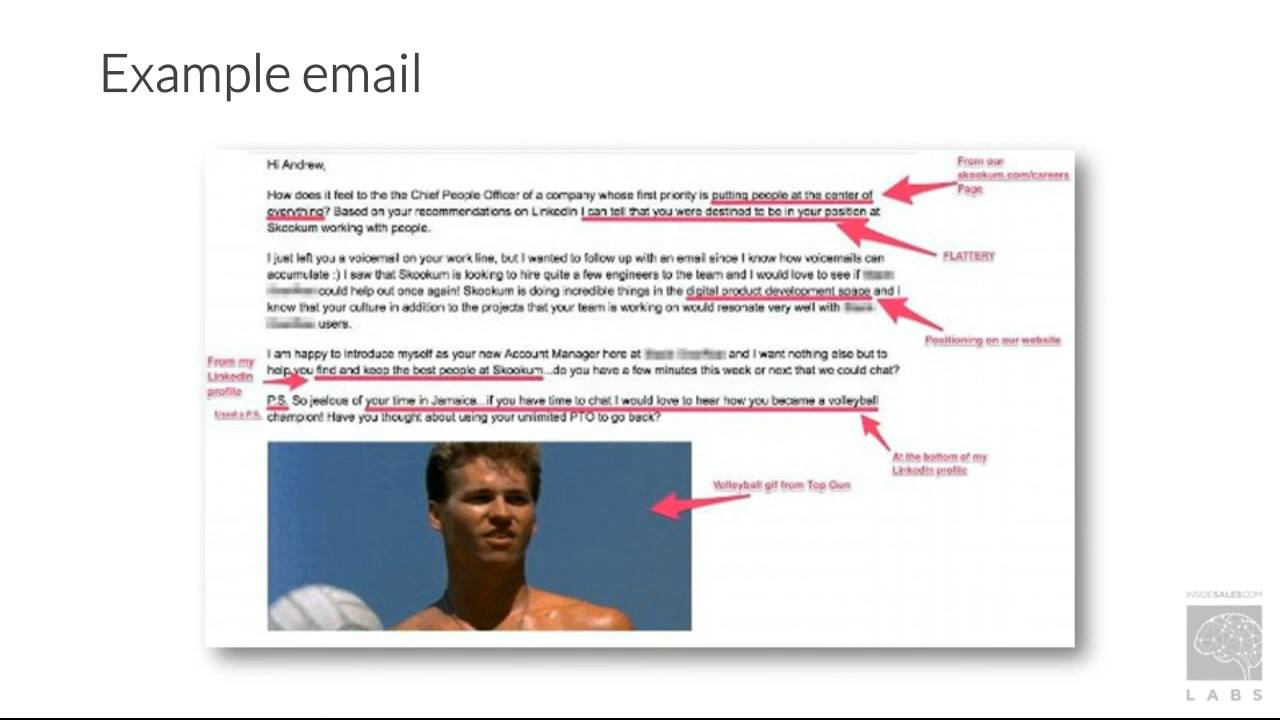 Example email
Hi Andrew,
From our
skookum.com/careers
Page
How does it feel to the the Chief People Officer of a company whose first priority is putting people at the center of
everything? Based on your recommendations on LinkedIn I can tell that you were destined to be in your position at
Skookum working with people.
FLATTERY
I just left you a voicemail on your work line, but I wanted to follow up with an email since I know how voicemails can
accumulate :) I saw that Skookum is looking to hire quite a few engineers to the team and I would love to see if
could help out once again! Skookum is doing incredible things in the digital product development space and I
know that your culture in addition to the projects that your team is working on would resonate very well with
users.
Positioning on our website
I am happy to introduce myself as your new Account Manager here at and I want nothing else but to
help you find and keep the best people at Skookum...do you have a few minutes this week or next that we could chat?
From my
LinkedIn
profile
P.S. So jealous of your time in Jamaica...if you have time to chat I would love to hear how you became a volleyball
champion! Have you thought about using your unlimited PTO to go back?
Used a P.S.
At the bottom of my
LinkedIn profile
Volleyball gif from Top Gun
INSIDESALES.COM
LABS